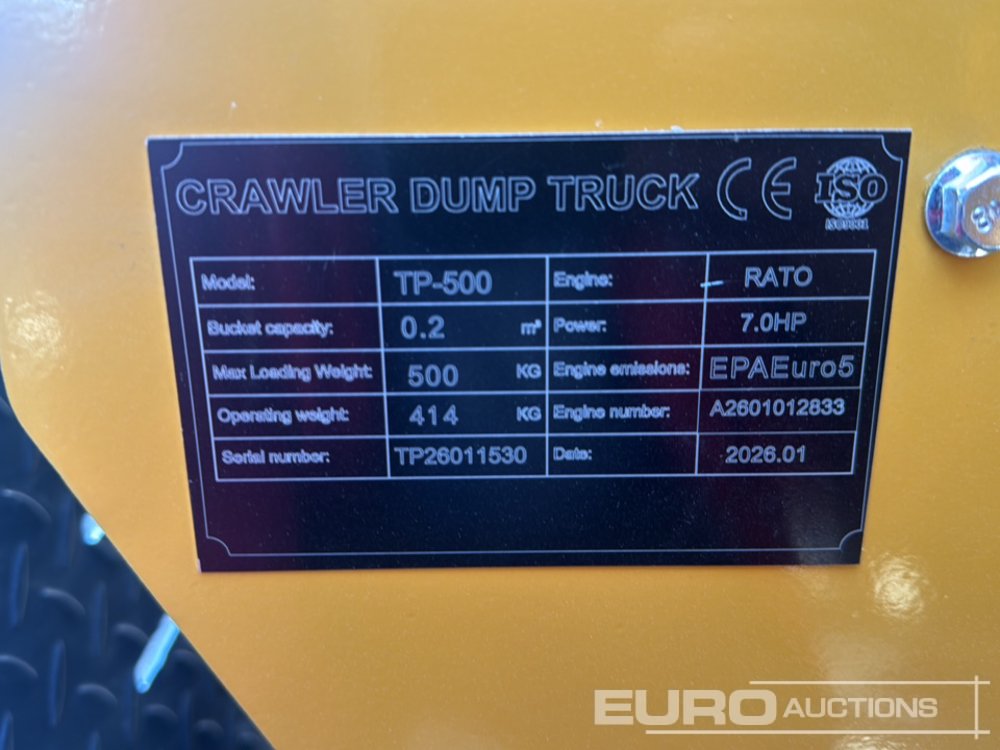 CRAWLER DUMP TRUCK CE ISO
ISO9001
Model: TP-500 Engine: RATO
Bucket capacity: 0.2 m³ Power: 7.0HP
Max Loading Weight: 500 KG Engine emissions: EPAEuro5
Operating weight: 414 KG Engine number: A2601012833
Serial number: TP26011530 Date: 2026.01
EURO AUCTIONS